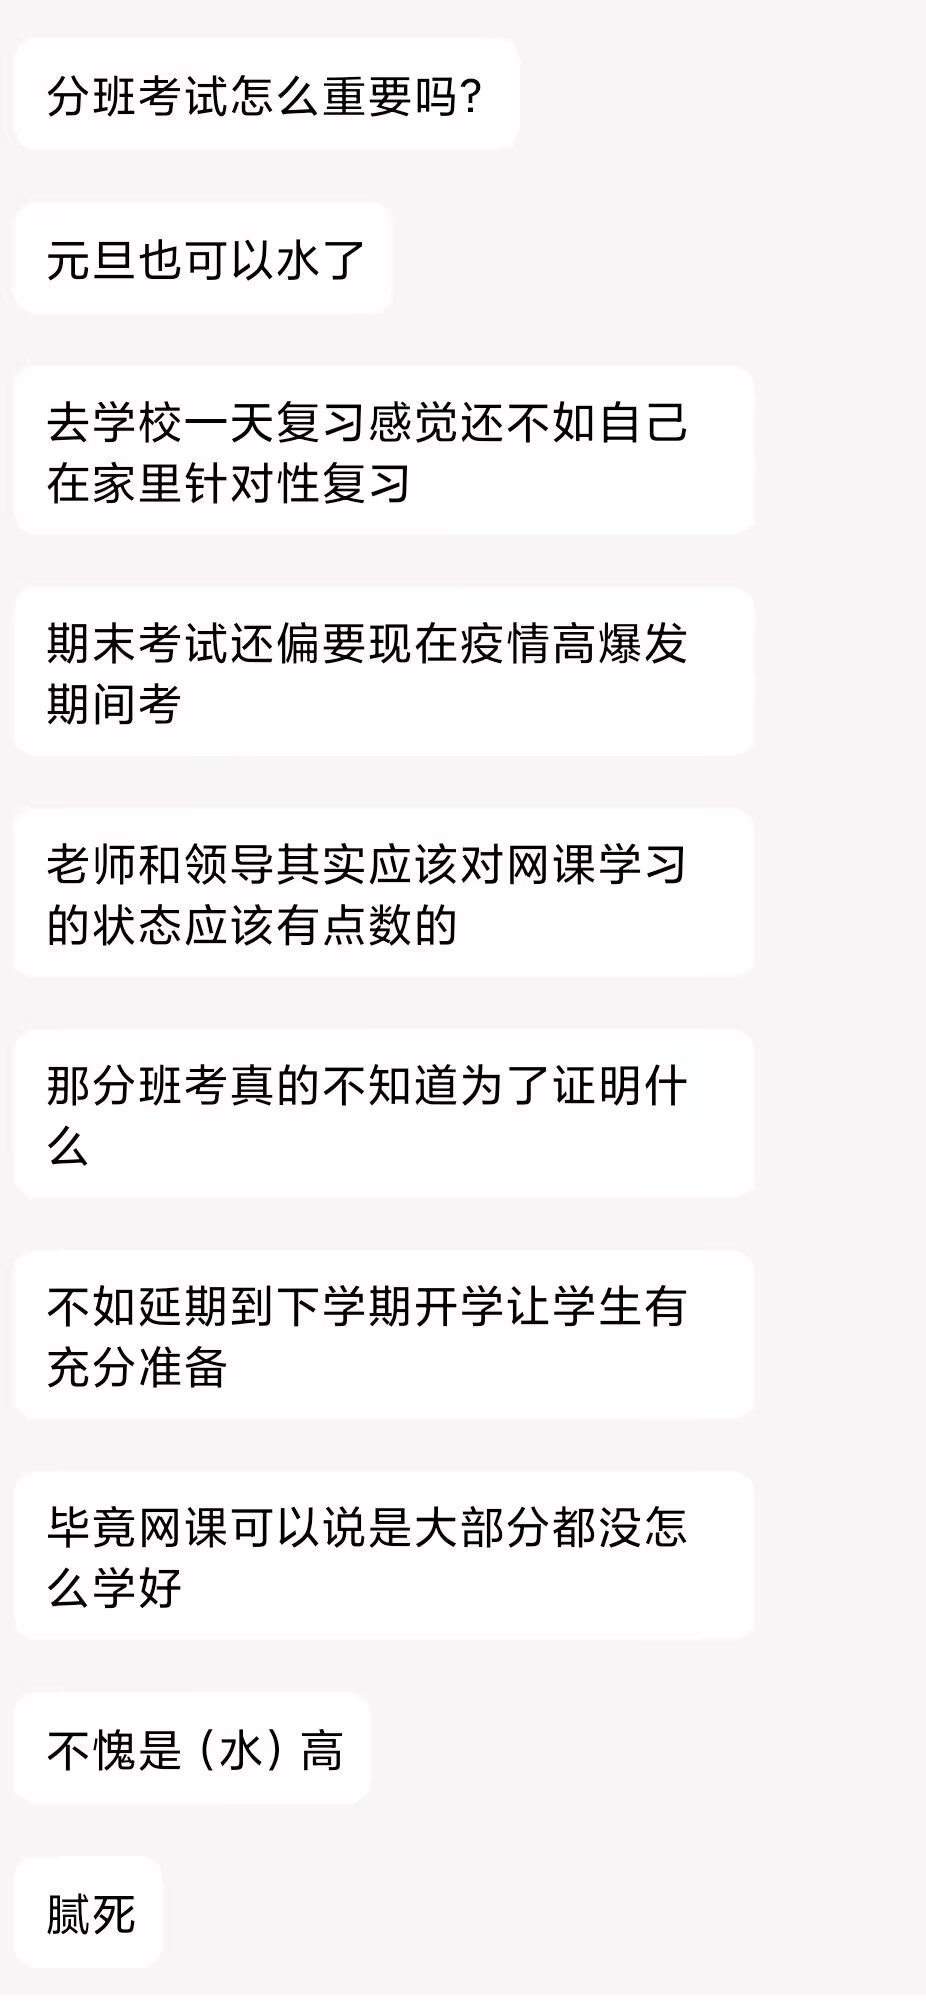 分班考试怎么重要吗?
元旦也可以水了
去学校一天复习感觉还不如自己
在家里针对性复习
期末考试还偏要现在疫情高爆发
期间考
老师和领导其实应该对网课学习
的状态应该有点数的
那分班考真的不知道为了证明什
么
不如延期到下学期开学让学生有
充分准备
毕竟网课可以说是大部分都没怎
么学好
不愧是（水）高
腻死